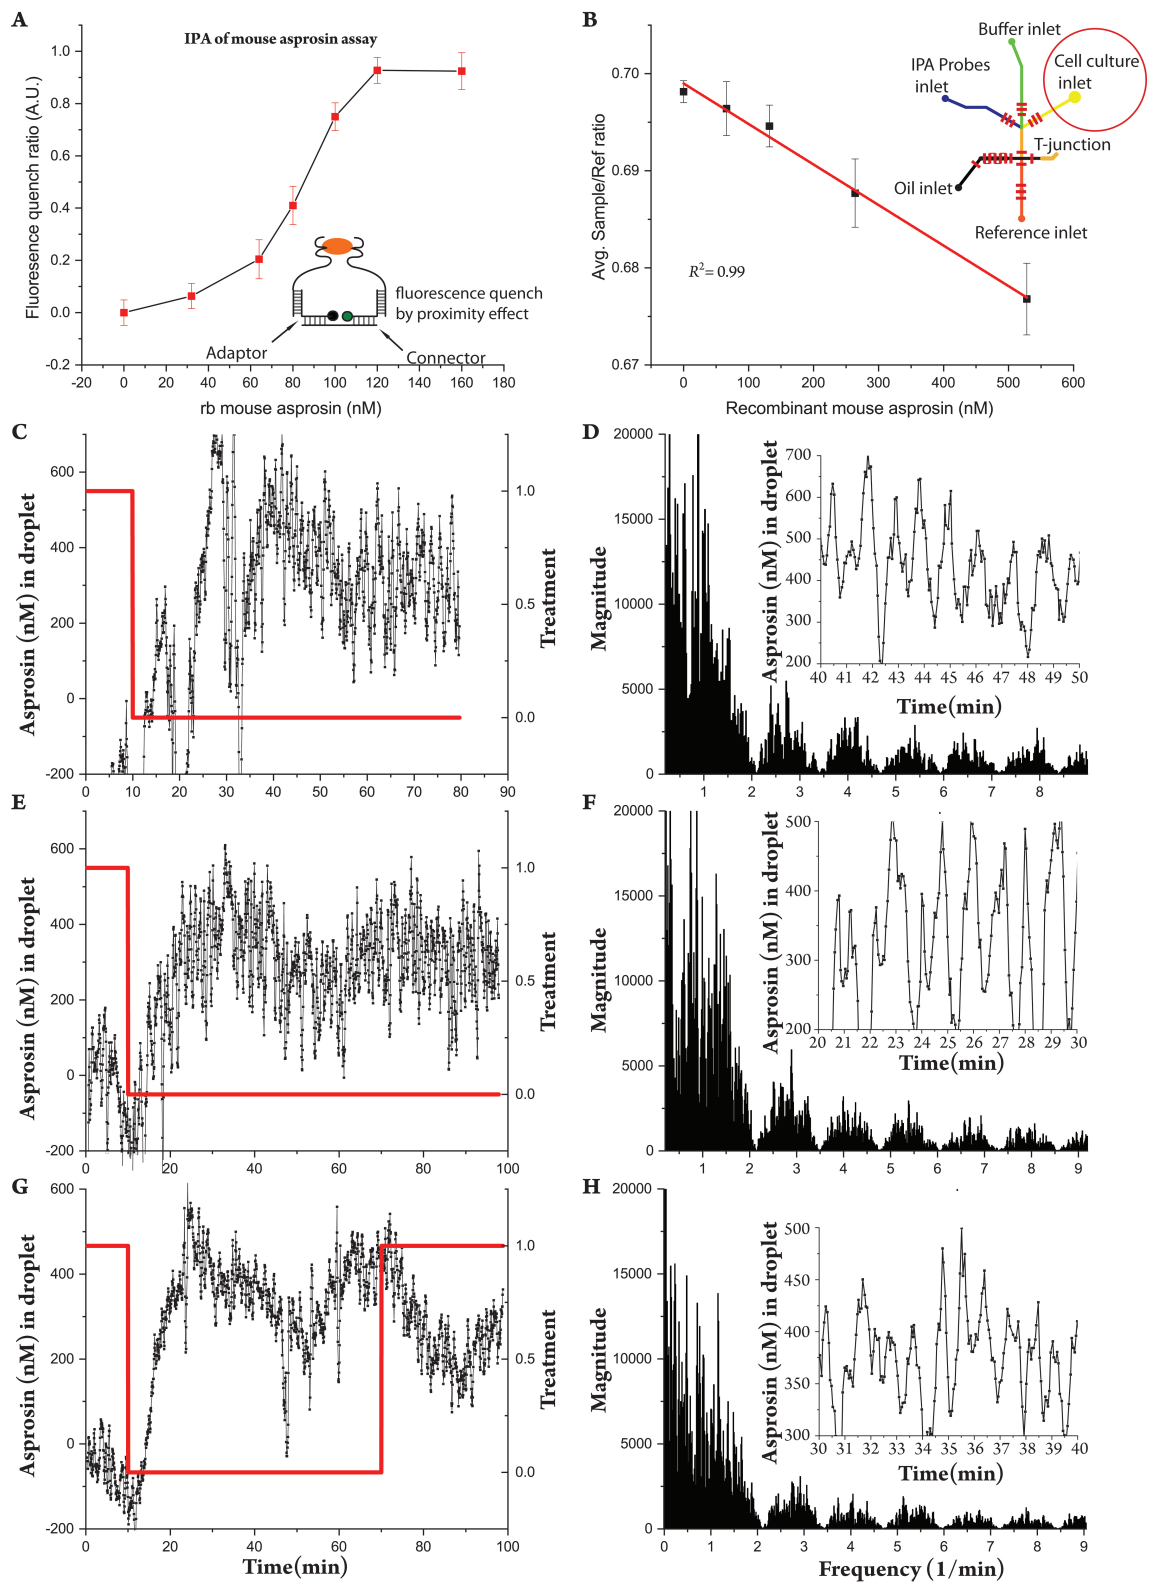 A
IPA of mouse asprosin assay
Fluoresence quench ratio (A.U.)
1.0
0.8
0.6
0.4
0.2
0.0
-0.2
-20 0 20 40 60 80 100 120 140 160 180
rb mouse asprosin (nM)
fluorescence quench
by proximity effect
Adaptor
Connector
B
Avg. Sample/Ref ratio
0.70
0.69
0.68
0.67
0 100 200 300 400 500 600
Recombinant mouse asprosin (nM)
R²= 0.99
Buffer inlet
IPA Probes
inlet
Cell culture
inlet
T-junction
Oil inlet
Reference inlet
C
Asprosin (nM) in droplet
600
400
200
0
-200
0 10 20 30 40 50 60 70 80 90
1.0
0.5
0.0
Treatment
D
Magnitude
20000
15000
10000
5000
0
1 2 3 4 5 6 7 8
Asprosin (nM) in droplet
700
600
500
400
300
200
40 41 42 43 44 45 46 47 48 49 50
Time(min)
E
Asprosin (nM) in droplet
600
400
200
0
-200
0 20 40 60 80 100
1.0
0.5
0.0
Treatment
F
Magnitude
20000
15000
10000
5000
0
1 2 3 4 5 6 7 8 9
Asprosin (nM) in droplet
500
400
300
200
20 21 22 23 24 25 26 27 28 29 30
Time(min)
G
Asprosin (nM) in droplet
600
400
200
0
-200
0 20 40 60 80 100
Time(min)
1.0
0.5
0.0
Treatment
H
Magnitude
20000
15000
10000
5000
0
0 1 2 3 4 5 6 7 8 9
Frequency (1/min)
Asprosin (nM) in droplet
500
450
400
350
300
30 31 32 33 34 35 36 37 38 39 40
Time(min)